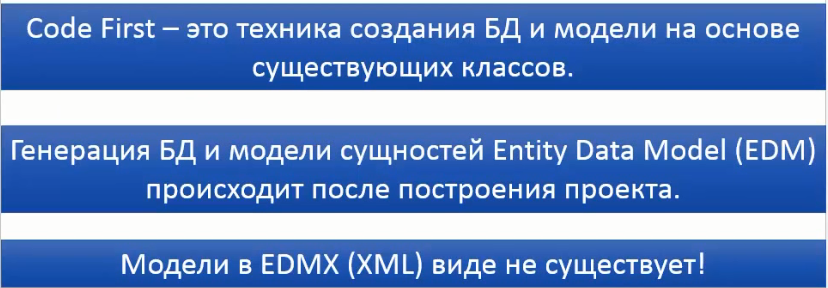 Code First – это техника создания БД и модели на основе
существующих классов.
Генерация БД и модели сущностей Entity Data Model (EDM)
происходит после построения проекта.
Модели в EDMX (XML) виде не существует!